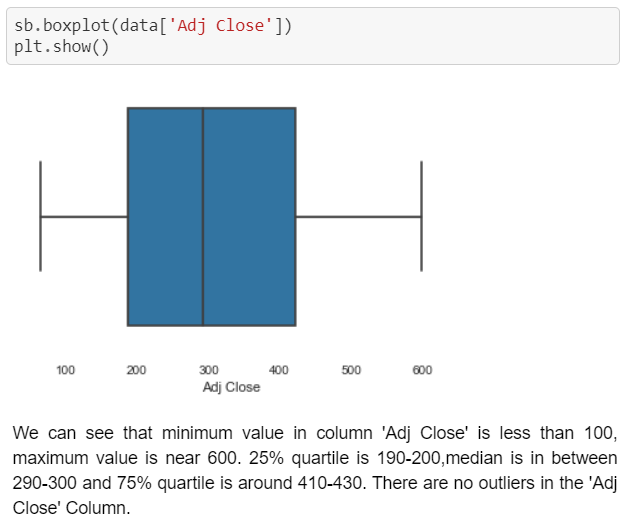 sb.boxplot(data['Adj Close'])
plt.show()
100 200 300 400 500 600
Adj Close
We can see that minimum value in column 'Adj Close' is less than 100,
maximum value is near 600. 25% quartile is 190-200,median is in between
290-300 and 75% quartile is around 410-430. There are no outliers in the 'Adj
Close' Column.